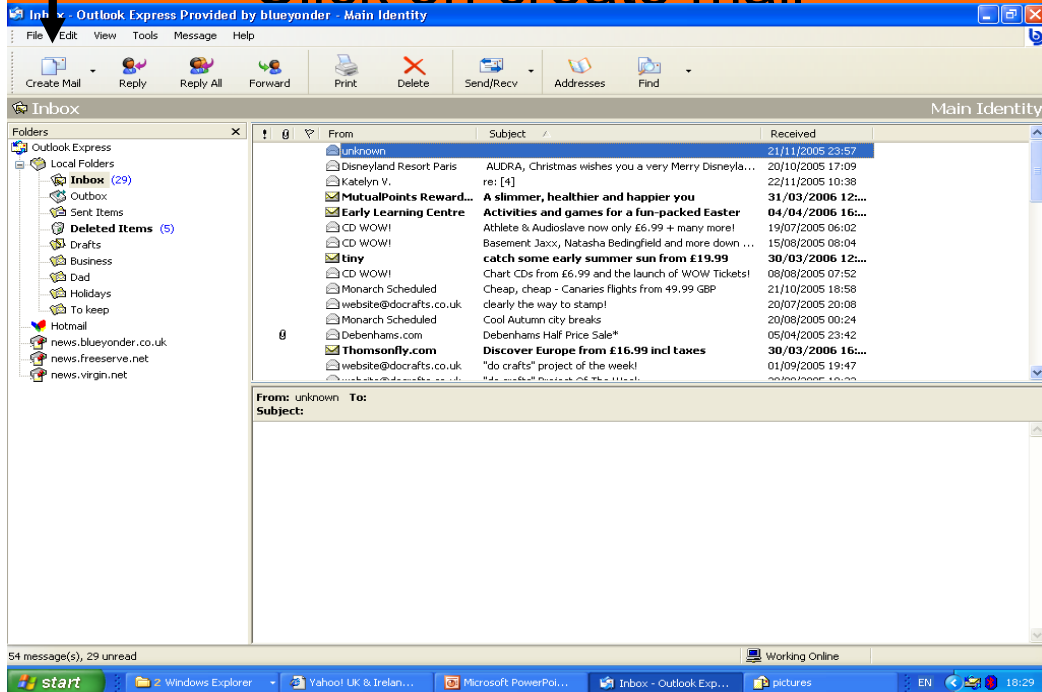 Click on create mail
Inbox - Outlook Express Provided by blueyonder - Main Identity
File Edit View Tools Message Help
Create Mail Reply Reply All Forward Print Delete Send/Recv Addresses Find
Inbox Main Identity
Folders
Outlook Express
Local Folders
Inbox (29)
Outbox
Sent Items
Deleted Items (5)
Drafts
Business
Dad
Holidays
To keep
Hotmail
news.blueyonder.co.uk
news.freeserve.net
news.virgin.net
! From Subject Received
unknown 21/11/2005 23:57
Disneyland Resort Paris AUDRA, Christmas wishes you a very Merry Disneyla... 20/10/2005 17:09
Katelyn V. re: [4] 22/11/2005 10:38
MutualPoints Reward... A slimmer, healthier and happier you 31/03/2006 12:...
Early Learning Centre Activities and games for a fun-packed Easter 04/04/2006 16:...
CD WOW! Athlete & Audioslave now only £6.99 + many more! 19/07/2005 06:02
CD WOW! Basement Jaxx, Natasha Bedingfield and more down ... 15/08/2005 08:04
tiny catch some early summer sun from £19.99 30/03/2006 12:...
CD WOW! Chart CDs from £6.99 and the launch of WOW Tickets! 08/08/2005 07:52
Monarch Scheduled Cheap, cheap - Canaries flights from 49.99 GBP 21/10/2005 18:58
website@docrafts.co.uk clearly the way to stamp! 20/07/2005 20:08
Monarch Scheduled Cool Autumn city breaks 20/08/2005 00:24
Debenhams.com Debenhams Half Price Sale* 05/04/2005 23:42
Thomsonfly.com Discover Europe from £16.99 incl taxes 30/03/2006 16:...
website@docrafts.co.uk "do crafts" project of the week! 01/09/2005 19:47
website@docrafts.co.uk "do crafts" Project Of The Week
From: unknown To:
Subject:
54 message(s), 29 unread Working Online
start 2 Windows Explorer Yahoo! UK & Irelan... Microsoft PowerPoi... Inbox - Outlook Exp... pictures EN 18:29